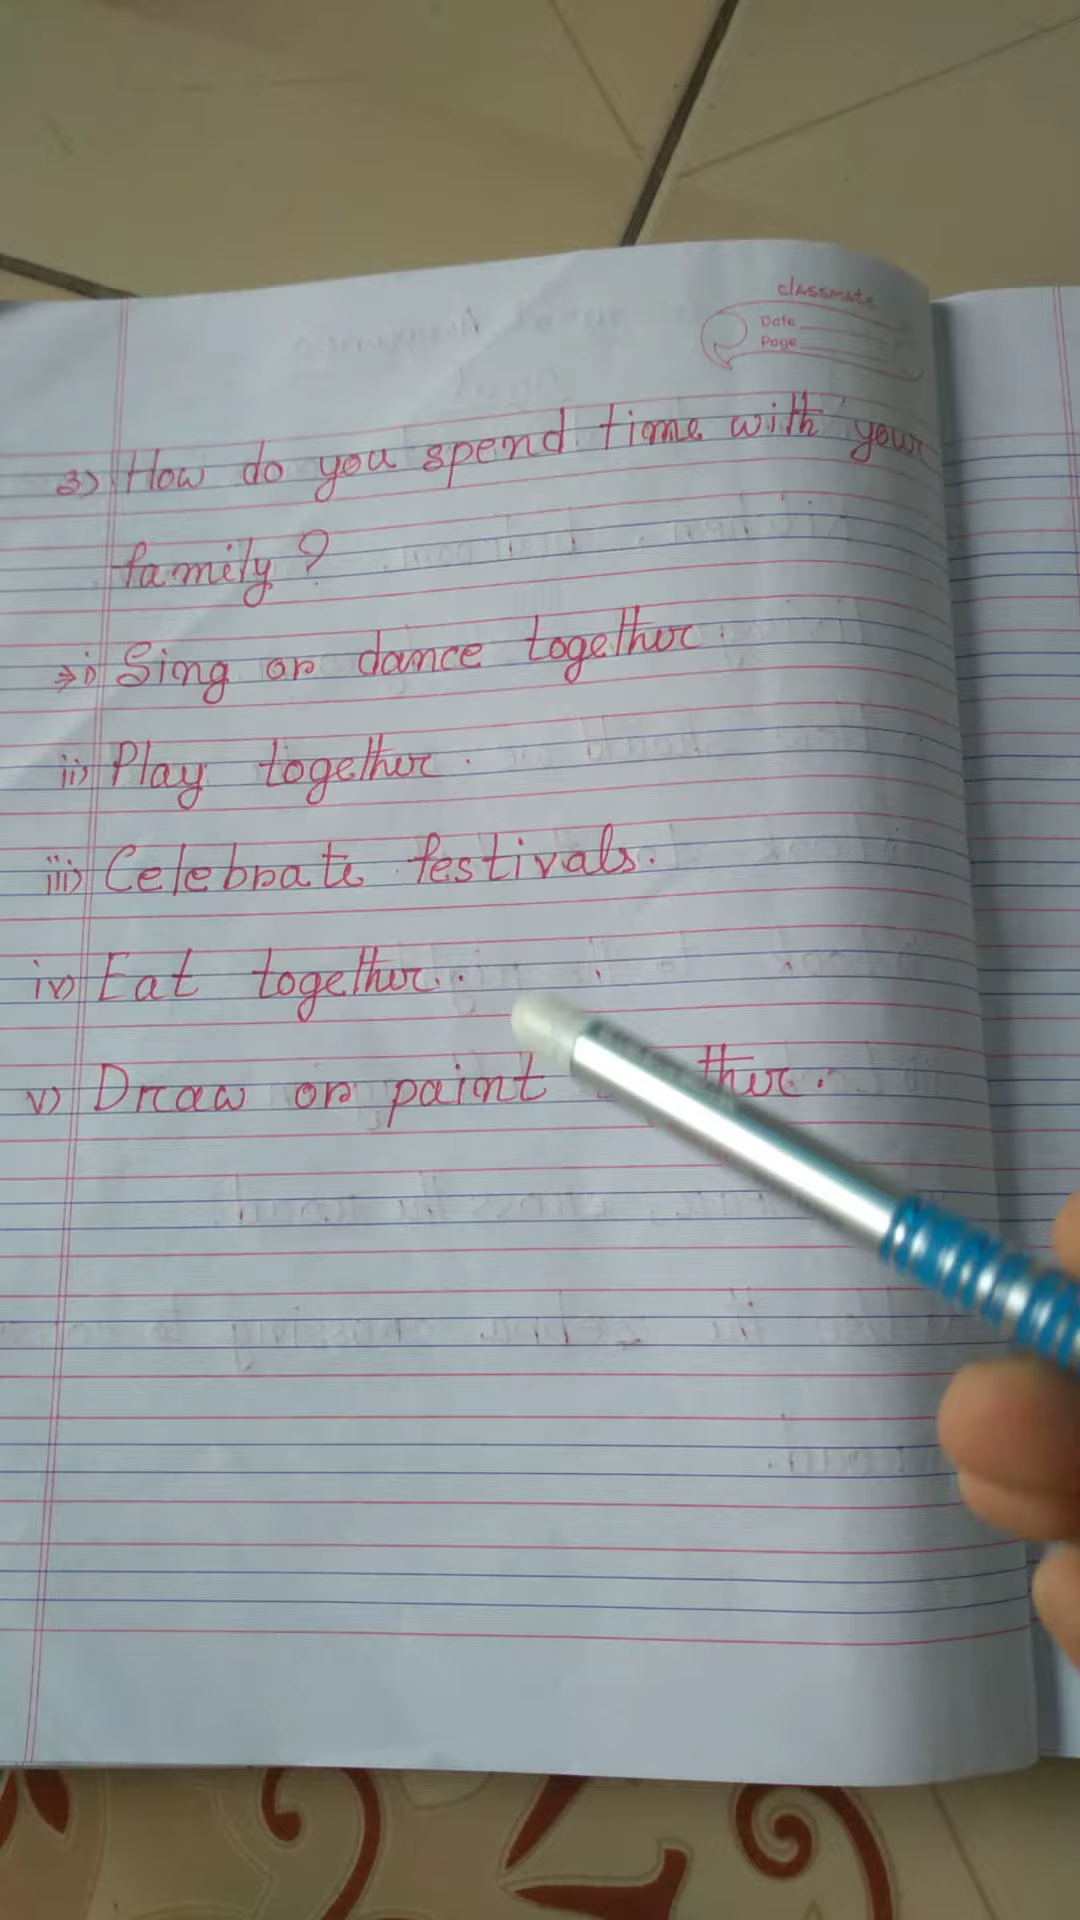 classmate
Date
Page
3) How do you spend time with your
family?
⇒i) Sing or dance together.
ii) Play together.
iii) Celebrate festivals.
iv) Eat together.
v) Draw or paint ther.